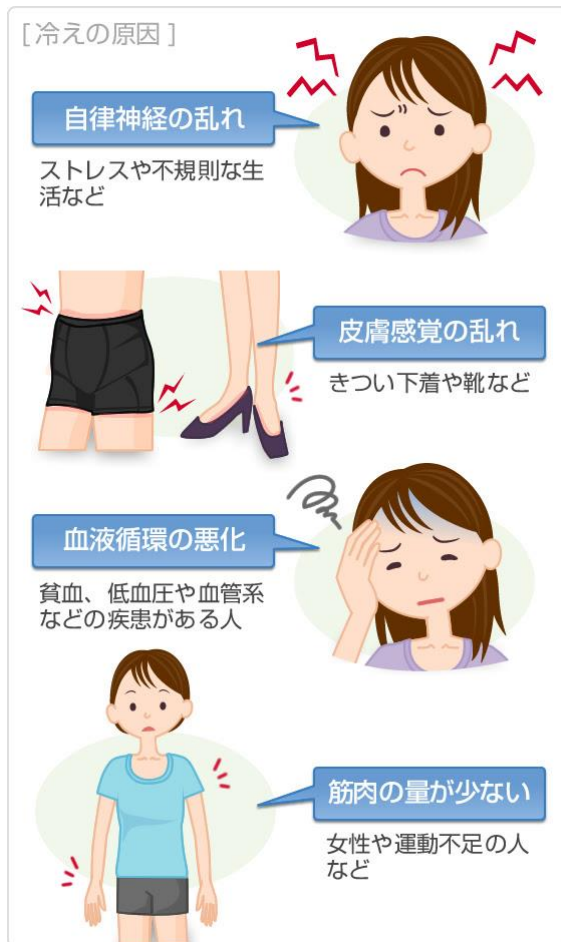 [冷えの原因]
自律神経の乱れ
ストレスや不規則な生
活など
皮膚感覚の乱れ
きつい下着や靴など
血液循環の悪化
貧血、低血圧や血管系
などの疾患がある人
筋肉の量が少ない
女性や運動不足の人
など